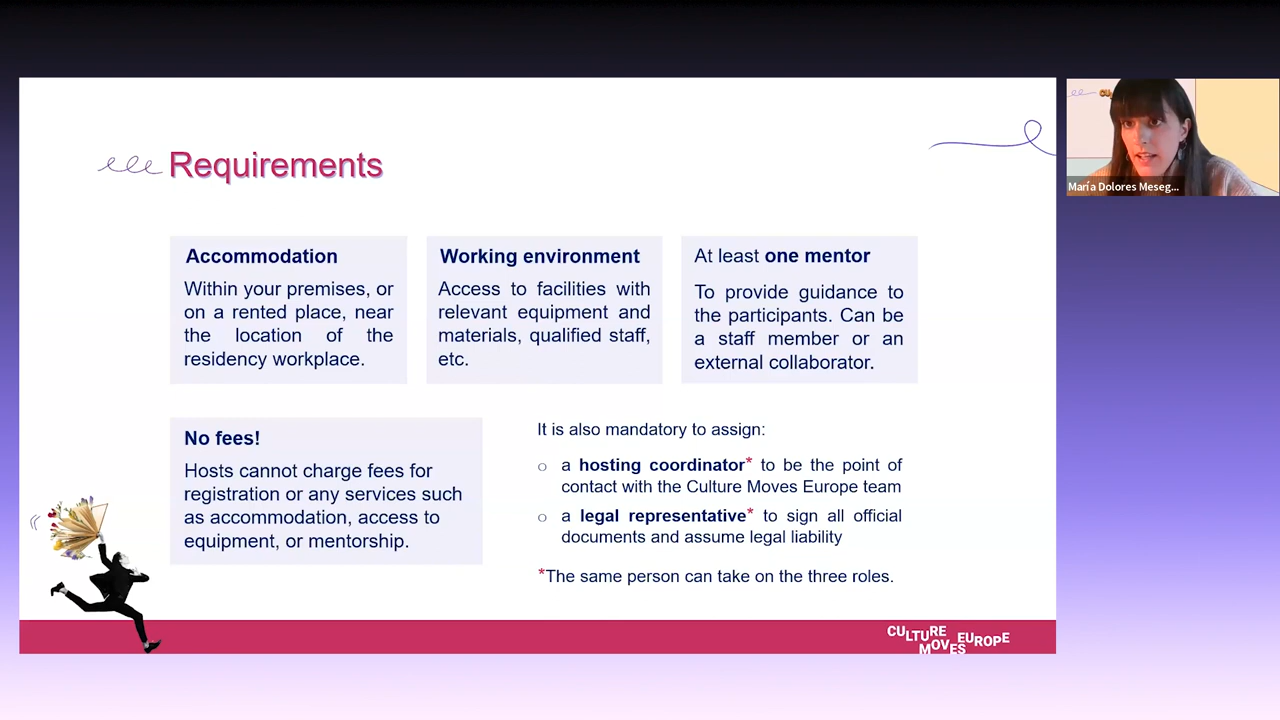 Requirements
Accommodation
Within your premises, or
on a rented place, near
the location of the
residency workplace.
Working environment
Access to facilities with
relevant equipment and
materials, qualified staff,
etc.
At least one mentor
To provide guidance to
the participants. Can be
a staff member or an
external collaborator.
No fees!
Hosts cannot charge fees for
registration or any services such
as accommodation, access to
equipment, or mentorship.
It is also mandatory to assign:
o a hosting coordinator* to be the point of
contact with the Culture Moves Europe team
o a legal representative* to sign all official
documents and assume legal liability
*The same person can take on the three roles.
CULTURE
MOVES EUROPE
María Dolores Meseg...